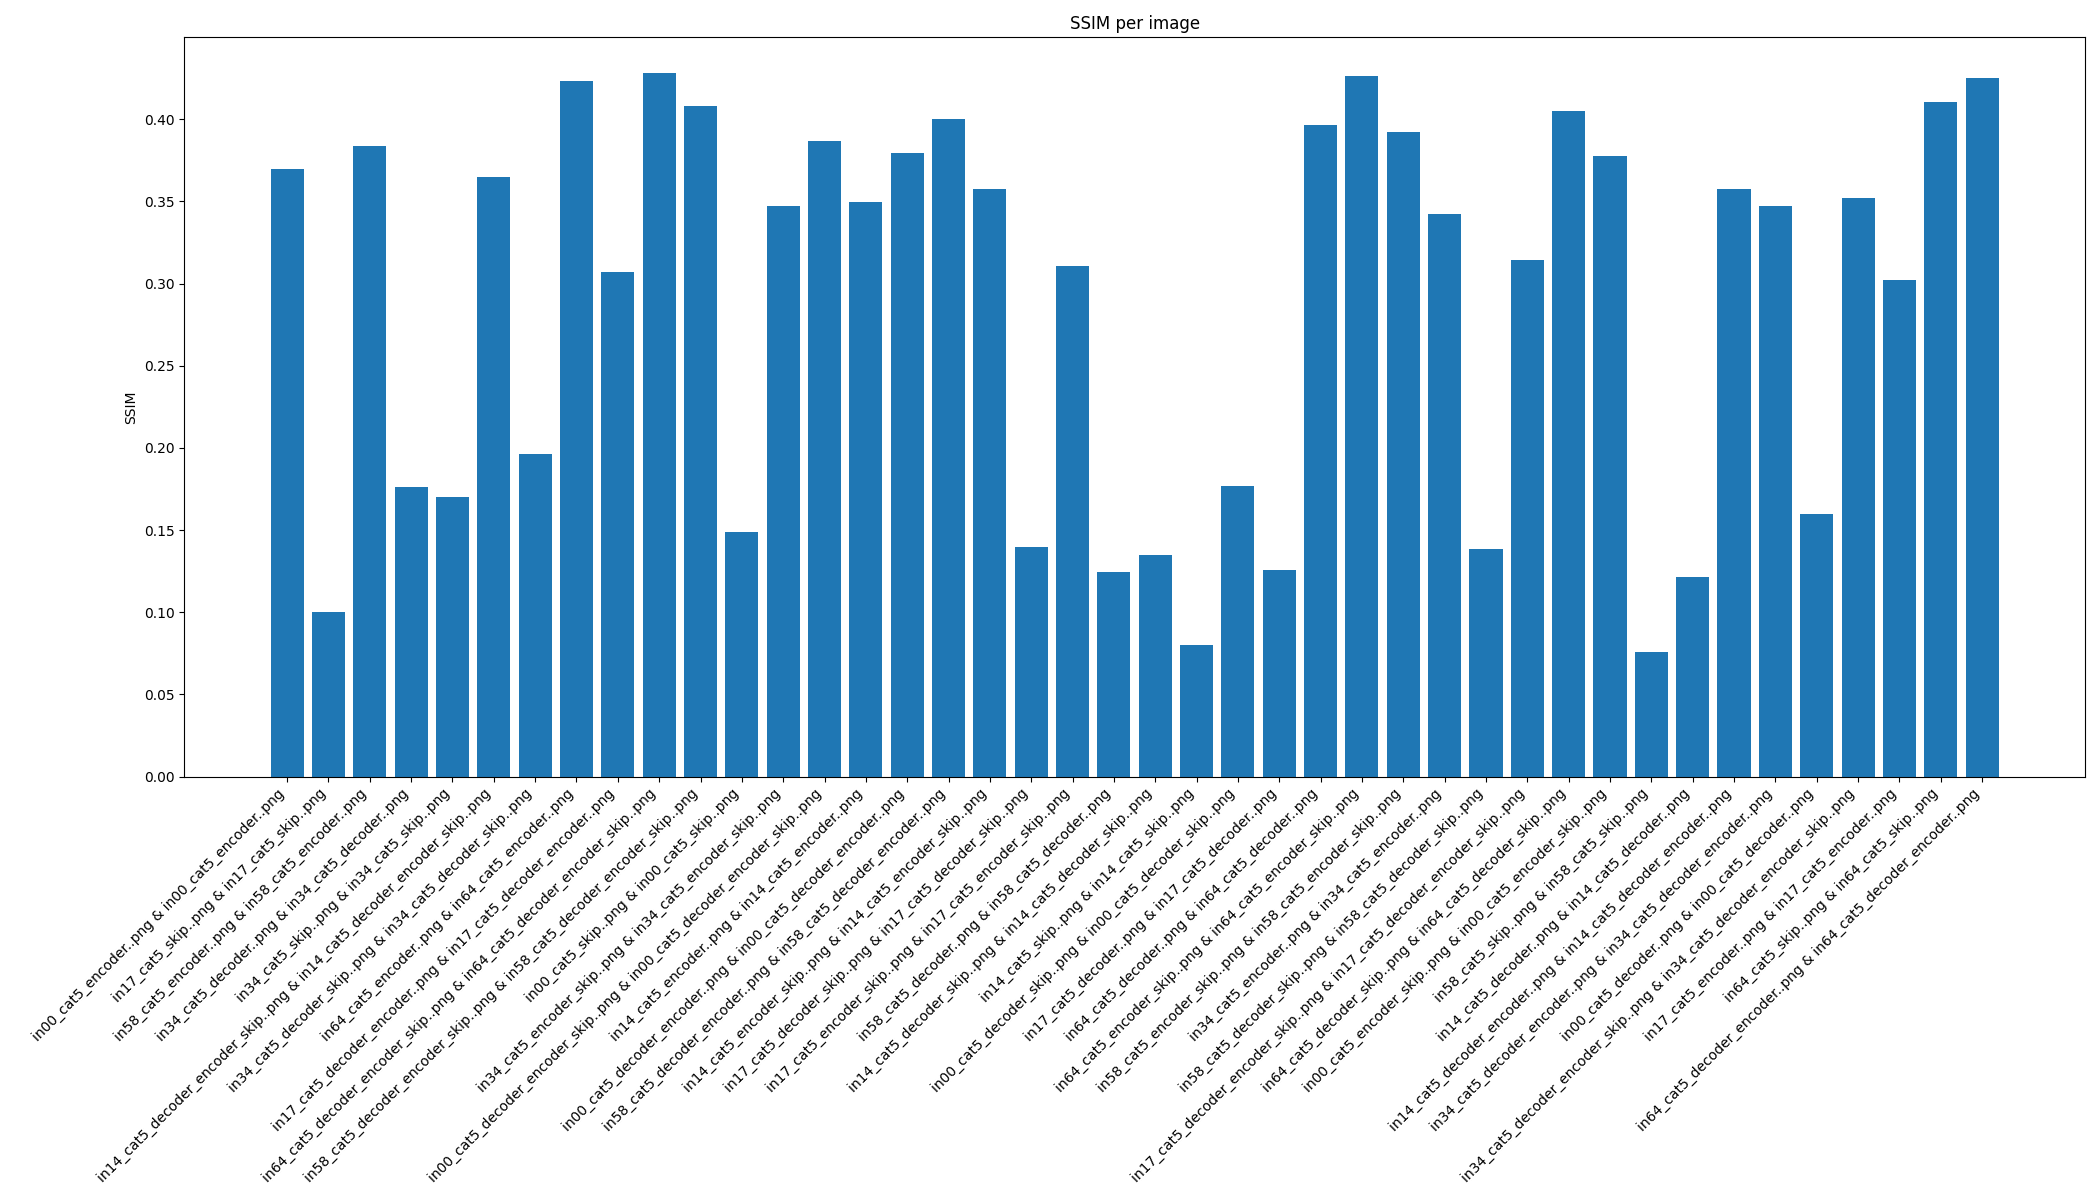 SSIM per image
SSIM
0.40
0.35
0.30
0.25
0.20
0.15
0.10
0.05
0.00
in00_cat5_encoder..png & in00_cat5_encoder..png
in17_cat5_skip..png & in17_cat5_skip..png
in58_cat5_encoder..png & in58_cat5_encoder..png
in34_cat5_decoder..png & in34_cat5_decoder..png
in34_cat5_skip..png & in34_cat5_skip..png
in14_cat5_decoder_encoder_skip..png & in14_cat5_decoder_encoder_skip..png
in34_cat5_decoder_skip..png & in34_cat5_decoder_skip..png
in64_cat5_encoder..png & in64_cat5_encoder..png
in17_cat5_decoder_encoder..png & in17_cat5_decoder_encoder..png
in64_cat5_decoder_encoder_skip..png & in64_cat5_decoder_encoder_skip..png
in58_cat5_decoder_encoder_skip..png & in58_cat5_decoder_encoder_skip..png
in00_cat5_skip..png & in00_cat5_skip..png
in34_cat5_encoder_skip..png & in34_cat5_encoder_skip..png
in00_cat5_decoder_encoder_skip..png & in00_cat5_decoder_encoder_skip..png
in14_cat5_encoder..png & in14_cat5_encoder..png
in00_cat5_decoder_encoder..png & in00_cat5_decoder_encoder..png
in58_cat5_decoder_encoder..png & in58_cat5_decoder_encoder..png
in14_cat5_encoder_skip..png & in14_cat5_encoder_skip..png
in17_cat5_decoder_skip..png & in17_cat5_decoder_skip..png
in17_cat5_encoder_skip..png & in17_cat5_encoder_skip..png
in58_cat5_decoder..png & in58_cat5_decoder..png
in14_cat5_decoder_skip..png & in14_cat5_decoder_skip..png
in14_cat5_skip..png & in14_cat5_skip..png
in00_cat5_decoder_skip..png & in00_cat5_decoder_skip..png
in17_cat5_decoder..png & in17_cat5_decoder..png
in64_cat5_decoder..png & in64_cat5_decoder..png
in64_cat5_encoder_skip..png & in64_cat5_encoder_skip..png
in58_cat5_encoder_skip..png & in58_cat5_encoder_skip..png
in34_cat5_encoder..png & in34_cat5_encoder..png
in58_cat5_decoder_skip..png & in58_cat5_decoder_skip..png
in17_cat5_decoder_encoder_skip..png & in17_cat5_decoder_encoder_skip..png
in64_cat5_decoder_skip..png & in64_cat5_decoder_skip..png
in00_cat5_encoder_skip..png & in00_cat5_encoder_skip..png
in58_cat5_skip..png & in58_cat5_skip..png
in14_cat5_decoder..png & in14_cat5_decoder..png
in14_cat5_decoder_encoder..png & in14_cat5_decoder_encoder..png
in34_cat5_decoder_encoder..png & in34_cat5_decoder_encoder..png
in00_cat5_decoder..png & in00_cat5_decoder..png
in34_cat5_decoder_encoder_skip..png & in34_cat5_decoder_encoder_skip..png
in17_cat5_encoder..png & in17_cat5_encoder..png
in64_cat5_skip..png & in64_cat5_skip..png
in64_cat5_decoder_encoder..png & in64_cat5_decoder_encoder..png